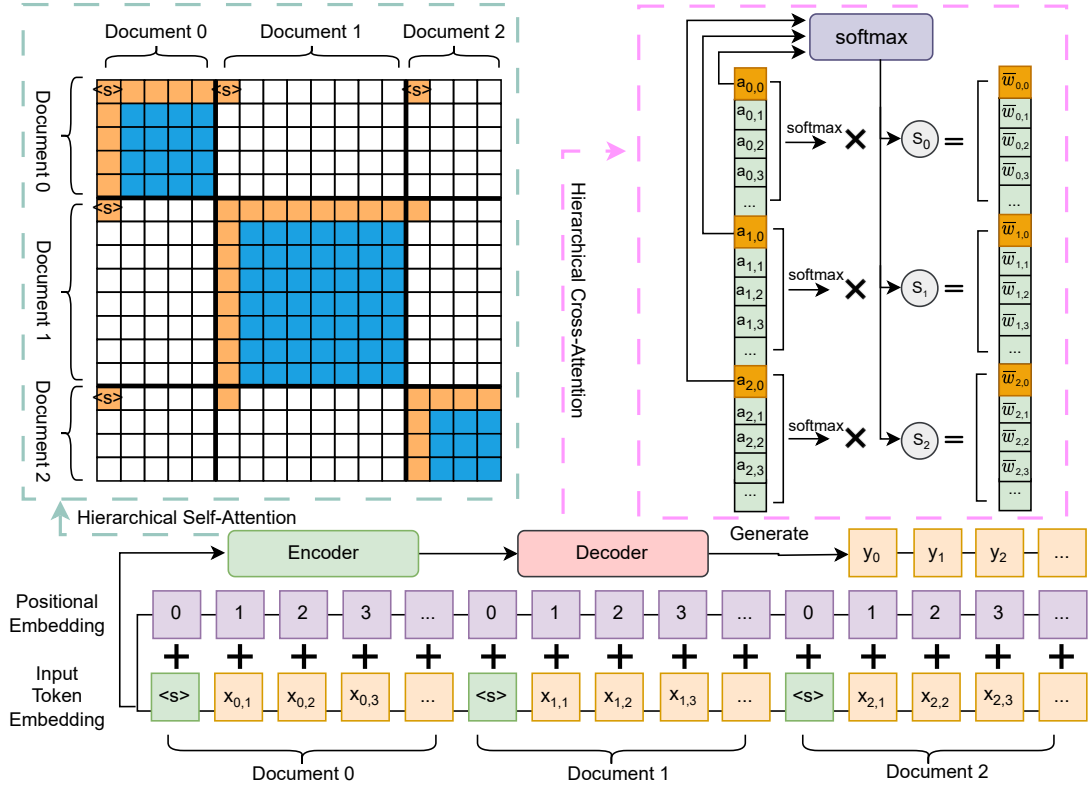 Document 0 Document 1 Document 2
Document 0
Document 1
Document 2
<s> <s> <s>
<s>
<s>
Hierarchical Self-Attention
Hierarchical Cross-Attention
softmax
a0,0
a0,1
a0,2
a0,3
...
a1,0
a1,1
a1,2
a1,3
...
a2,0
a2,1
a2,2
a2,3
...
softmax × S0 =
softmax × S1 =
softmax × S2 =
w̅0,0
w̅0,1
w̅0,2
w̅0,3
...
w̅1,0
w̅1,1
w̅1,2
w̅1,3
...
w̅2,0
w̅2,1
w̅2,2
w̅2,3
...
Encoder Decoder Generate y0 y1 y2 ...
Positional
Embedding
0 1 2 3 ... 0 1 2 3 ... 0 1 2 3 ...
+ + + + + + + + + + + + + + +
Input
Token
Embedding
<s> x0,1 x0,2 x0,3 ... <s> x1,1 x1,2 x1,3 ... <s> x2,1 x2,2 x2,3 ...
Document 0 Document 1 Document 2